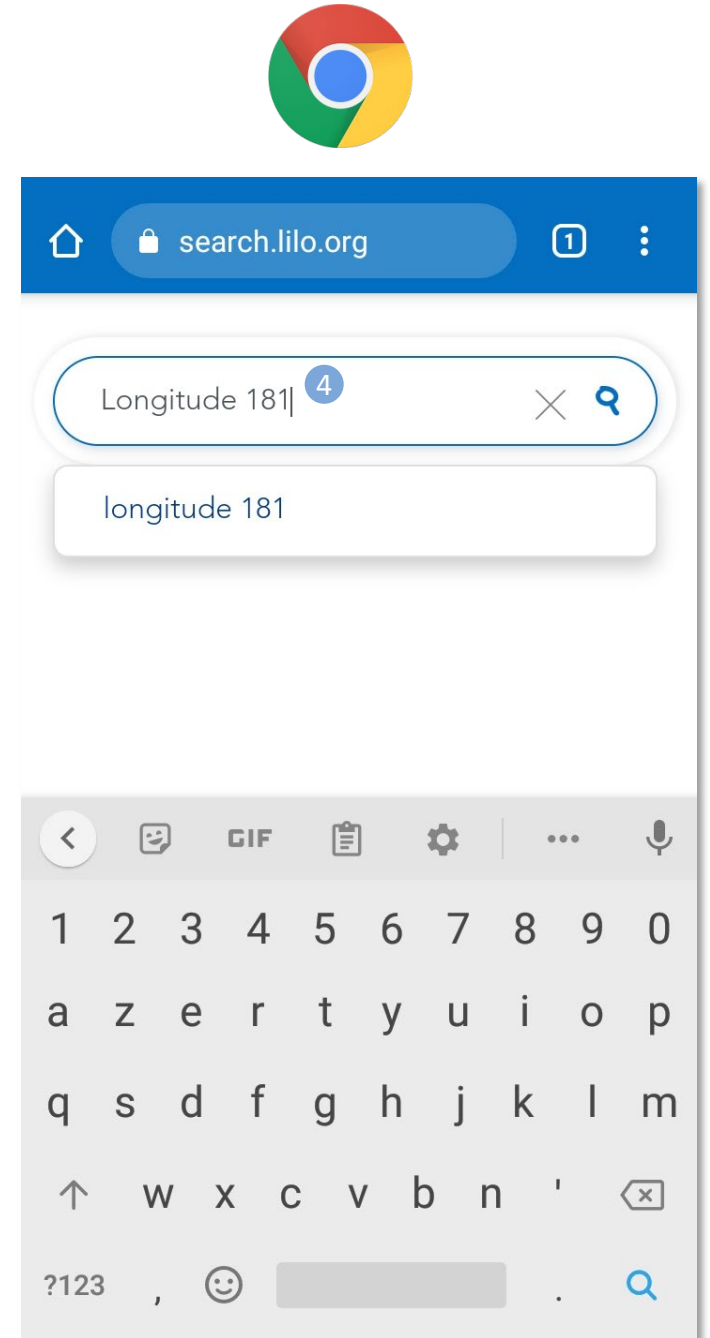 search.lilo.org 1
Longitude 181 4
longitude 181
GIF
1 2 3 4 5 6 7 8 9 0
a z e r t y u i o p
q s d f g h j k l m
w x c v b n '
?123 , .